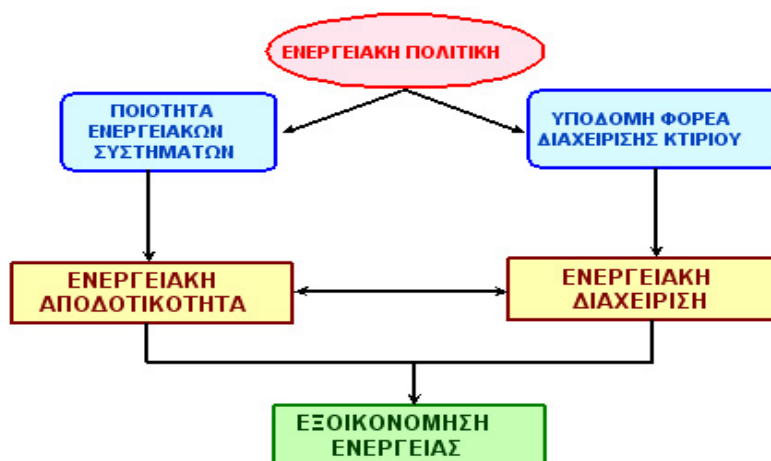 ΕΝΕΡΓΕΙΑΚΗ ΠΟΛΙΤΙΚΗ
ΠΟΙΟΤΗΤΑ
ΕΝΕΡΓΕΙΑΚΩΝ
ΣΥΣΤΗΜΑΤΩΝ
ΥΠΟΔΟΜΗ ΦΟΡΕΑ
ΔΙΑΧΕΙΡΙΣΗΣ ΚΤΙΡΙΟΥ
ΕΝΕΡΓΕΙΑΚΗ
ΑΠΟΔΟΤΙΚΟΤΗΤΑ
ΕΝΕΡΓΕΙΑΚΗ
ΔΙΑΧΕΙΡΙΣΗ
ΕΞΟΙΚΟΝΟΜΗΣΗ
ΕΝΕΡΓΕΙΑΣ